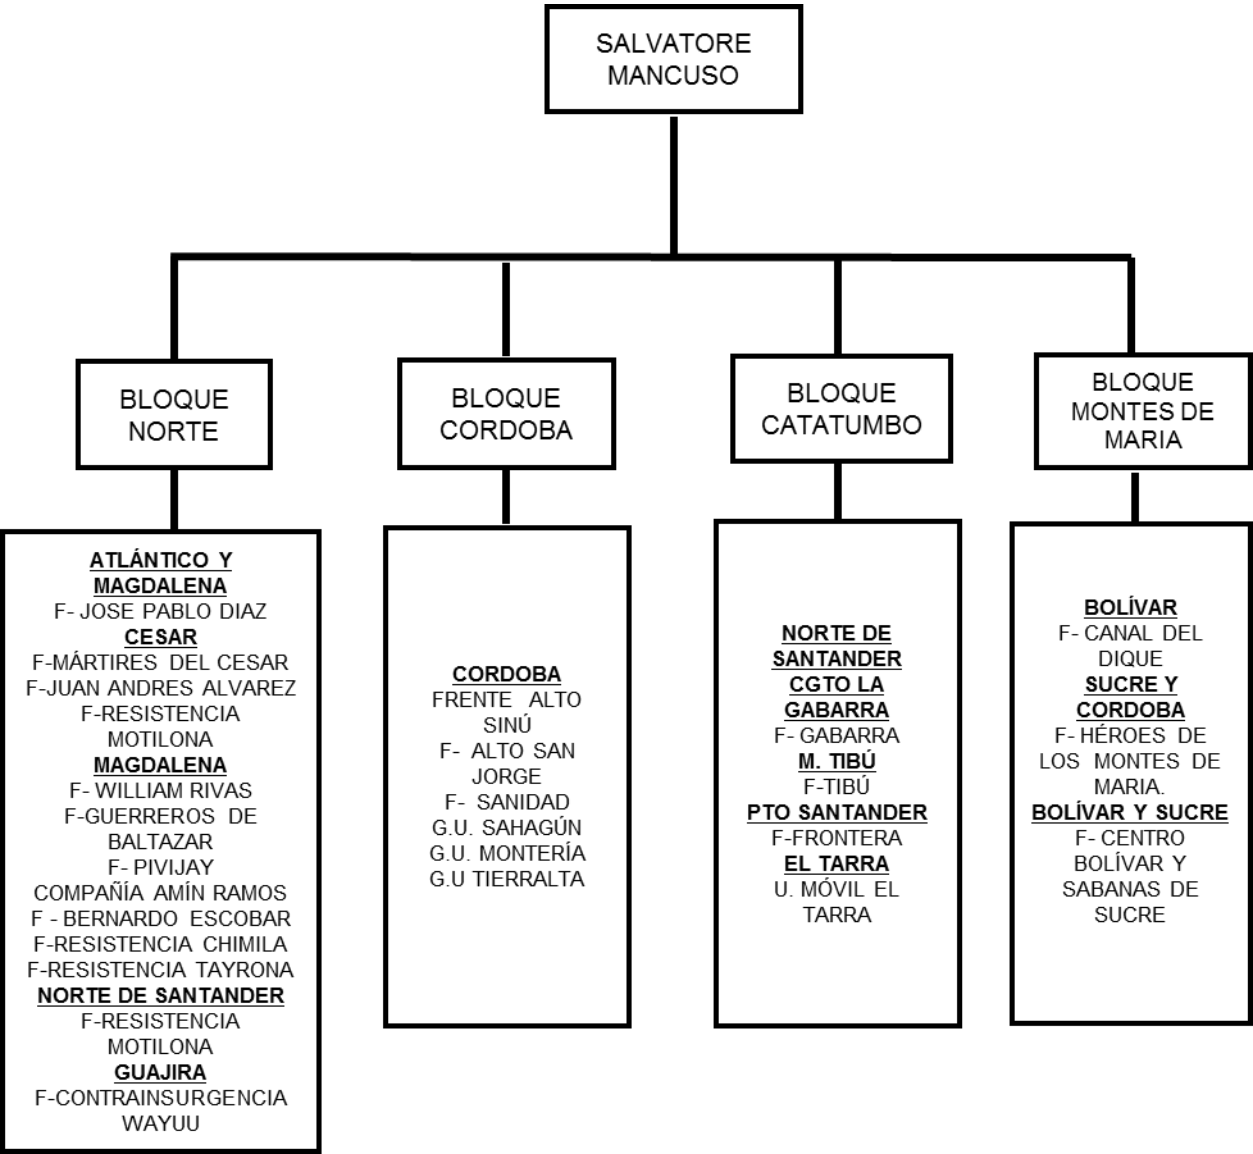 SALVATORE
MANCUSO
BLOQUE
NORTE
BLOQUE
CORDOBA
BLOQUE
CATATUMBO
BLOQUE
MONTES DE
MARIA
ATLÁNTICO Y
MAGDALENA
F- JOSE PABLO DIAZ
CESAR
F-MÁRTIRES DEL CESAR
F-JUAN ANDRES ALVAREZ
F-RESISTENCIA
MOTILONA
MAGDALENA
F- WILLIAM RIVAS
F-GUERREROS DE
BALTAZAR
F- PIVIJAY
COMPAÑÍA AMÍN RAMOS
F - BERNARDO ESCOBAR
F-RESISTENCIA CHIMILA
F-RESISTENCIA TAYRONA
NORTE DE SANTANDER
F-RESISTENCIA
MOTILONA
GUAJIRA
F-CONTRAINSURGENCIA
WAYUU
CORDOBA
FRENTE ALTO
SINÚ
F- ALTO SAN
JORGE
F- SANIDAD
G.U. SAHAGÚN
G.U. MONTERÍA
G.U TIERRALTA
NORTE DE
SANTANDER
CGTO LA
GABARRA
F- GABARRA
M. TIBÚ
F-TIBÚ
PTO SANTANDER
F-FRONTERA
EL TARRA
U. MÓVIL EL
TARRA
BOLÍVAR
F- CANAL DEL
DIQUE
SUCRE Y
CORDOBA
F- HÉROES DE
LOS MONTES DE
MARIA.
BOLÍVAR Y SUCRE
F- CENTRO
BOLÍVAR Y
SABANAS DE
SUCRE